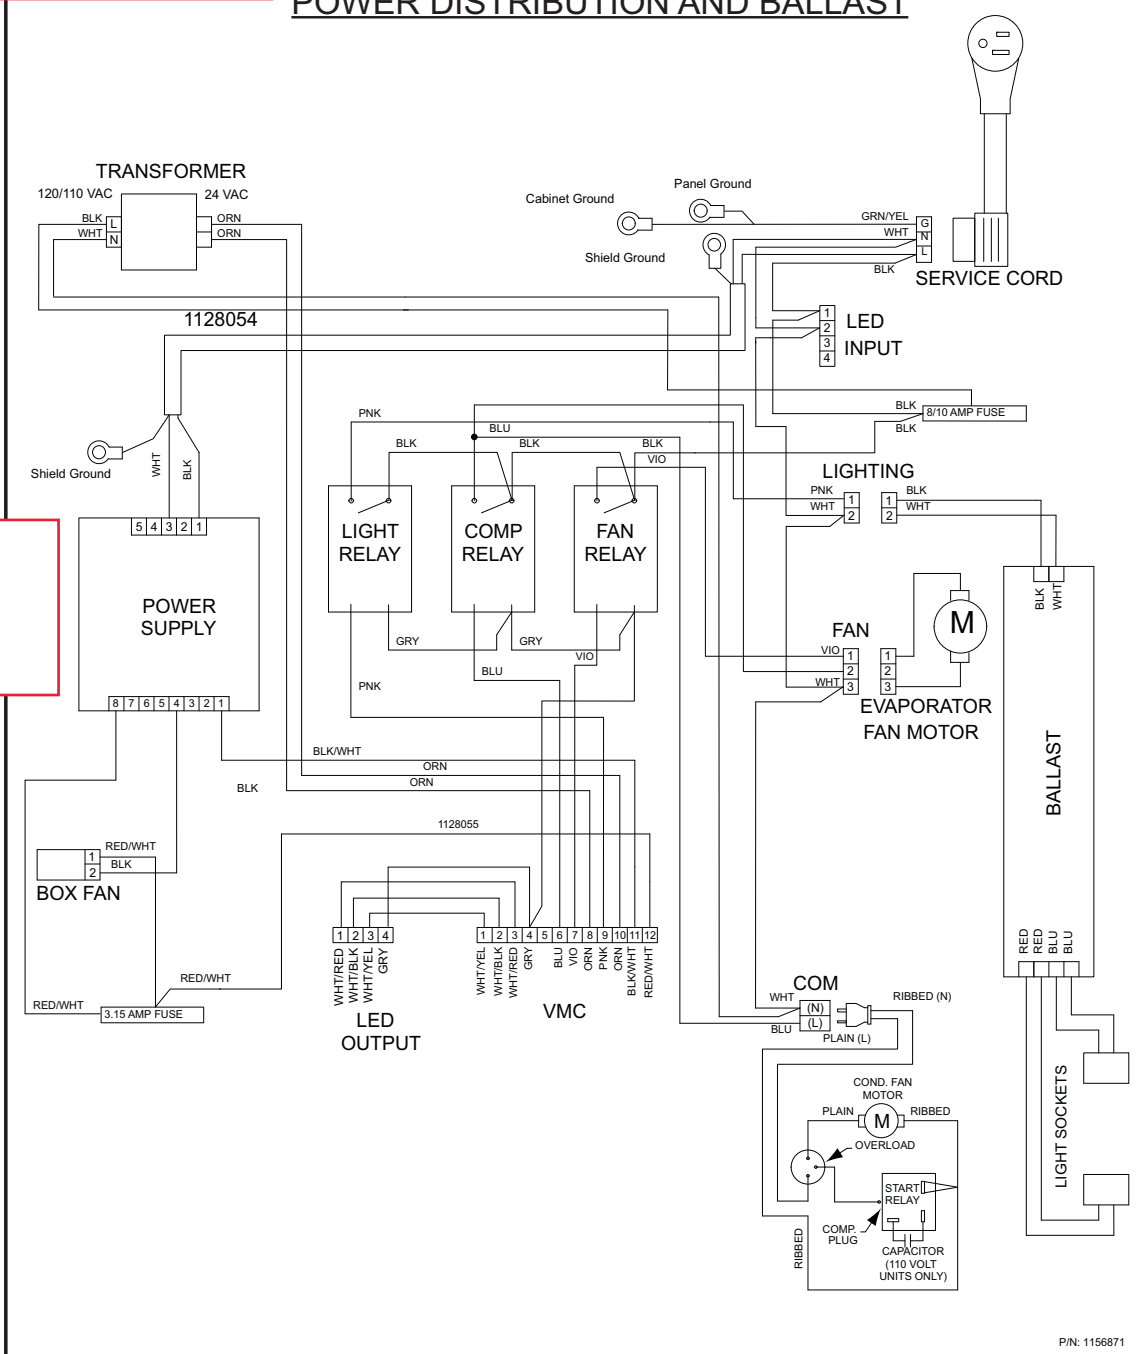 POWER DISTRIBUTION AND BALLAST
TRANSFORMER
120/110 VAC
24 VAC
BLK
L
ORN
WHT
N
ORN
Cabinet Ground
Panel Ground
Shield Ground
GRN/YEL
G
WHT
N
L
BLK
SERVICE CORD
1128054
1
2
3
4
LED
INPUT
BLK
8/10 AMP FUSE
BLK
PNK
BLU
BLK
BLK
BLK
VIO
Shield Ground
WHT
BLK
LIGHTING
PNK
1
WHT
2
1
BLK
2
WHT
5 4 3 2 1
LIGHT
RELAY
COMP
RELAY
FAN
RELAY
POWER
SUPPLY
BLK
WHT
M
FAN
VIO
1
2
WHT
3
1
2
3
EVAPORATOR
FAN MOTOR
GRY
GRY
BLU
VIO
PNK
8 7 6 5 4 3 2 1
BLK/WHT
ORN
ORN
BLK
BALLAST
1128055
RED/WHT
1
BLK
2
BOX FAN
1 2 3 4
WHT/RED
WHT/BLK
WHT/YEL
GRY
LED
OUTPUT
1 2 3 4 5 6 7 8 9 10 11 12
WHT/YEL
WHT/BLK
WHT/RED
GRY
BLU
VIO
ORN
PNK
ORN
BLK/WHT
RED/WHT
VMC
RED
RED
BLU
BLU
RED/WHT
RED/WHT
3.15 AMP FUSE
COM
WHT
(N)
BLU
(L)
RIBBED (N)
PLAIN (L)
COND. FAN
MOTOR
PLAIN
M
RIBBED
OVERLOAD
START
RELAY
COMP.
PLUG
CAPACITOR
(110 VOLT
UNITS ONLY)
RIBBED
LIGHT SOCKETS
P/N: 1156871